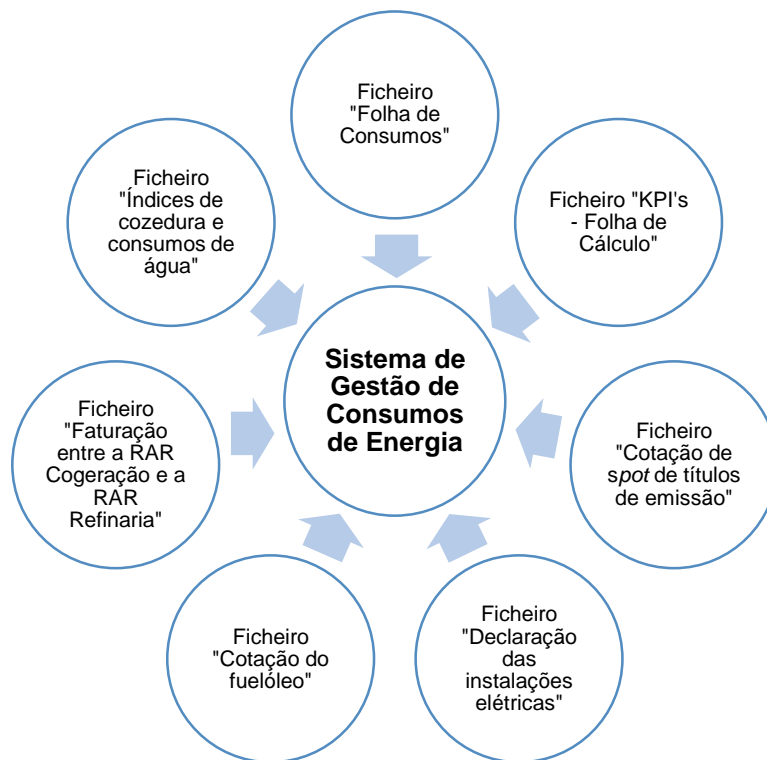 Ficheiro
"Folha de
Consumos"
Ficheiro "KPI's
- Folha de
Cálculo"
Ficheiro
"Cotação de
spot de títulos
de emissão"
Ficheiro
"Declaração
das
instalações
elétricas"
Ficheiro
"Cotação do
fuelóleo"
Ficheiro
"Faturação
entre a RAR
Cogeração e a
RAR
Refinaria"
Ficheiro
"Índices de
cozedura e
consumos de
água"
Sistema de
Gestão de
Consumos
de Energia